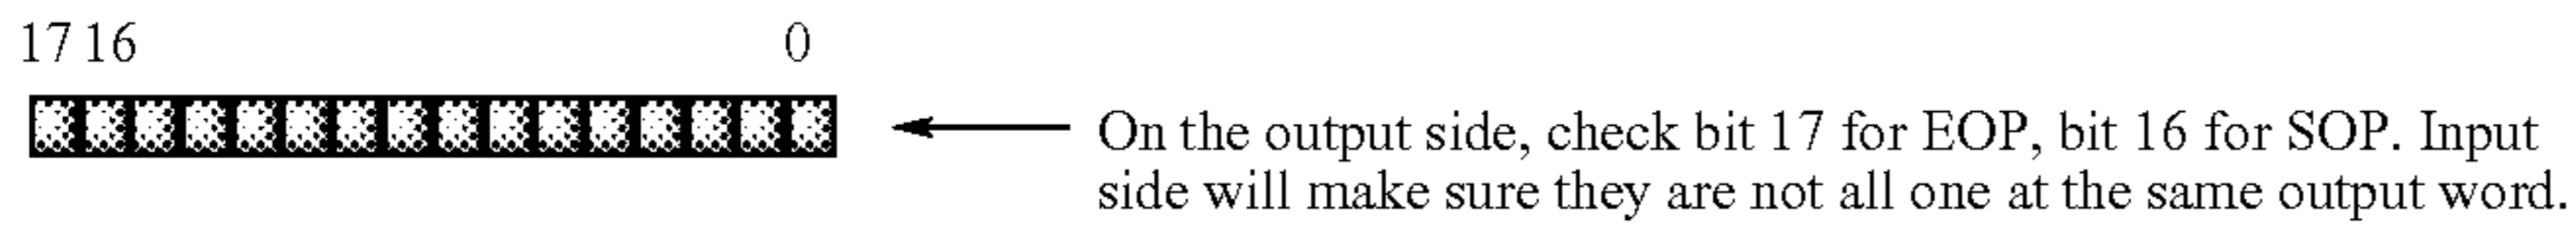 17 16 0
On the output side, check bit 17 for EOP, bit 16 for SOP. Input
side will make sure they are not all one at the same output word.